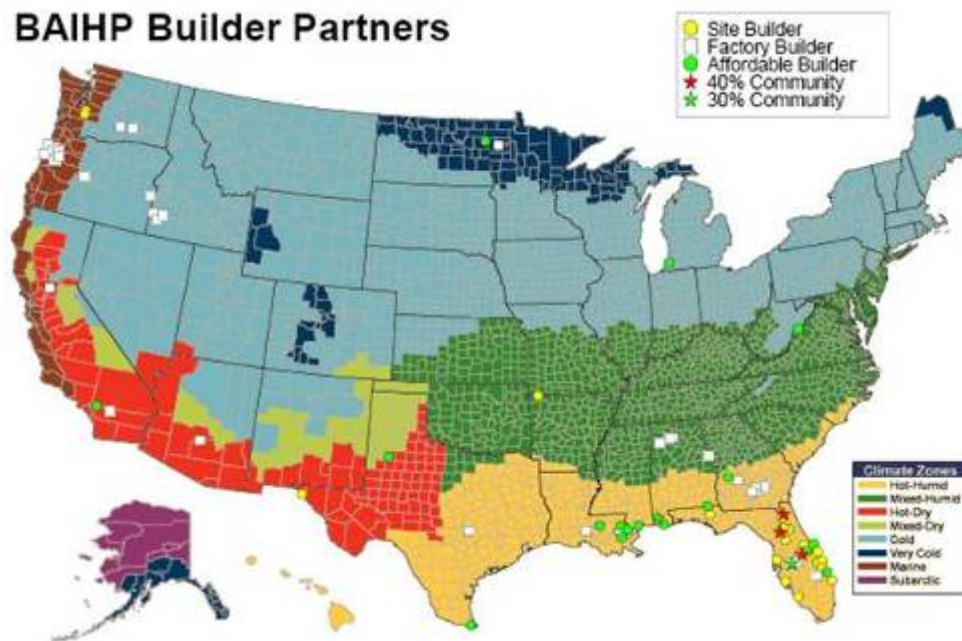 BAIHP Builder Partners
Site Builder
Factory Builder
Affordable Builder
40% Community
30% Community
Climate Zones
Hot-Humid
Mixed-Humid
Hot-Dry
Mixed-Dry
Cold
Very Cold
Marine
Subarctic